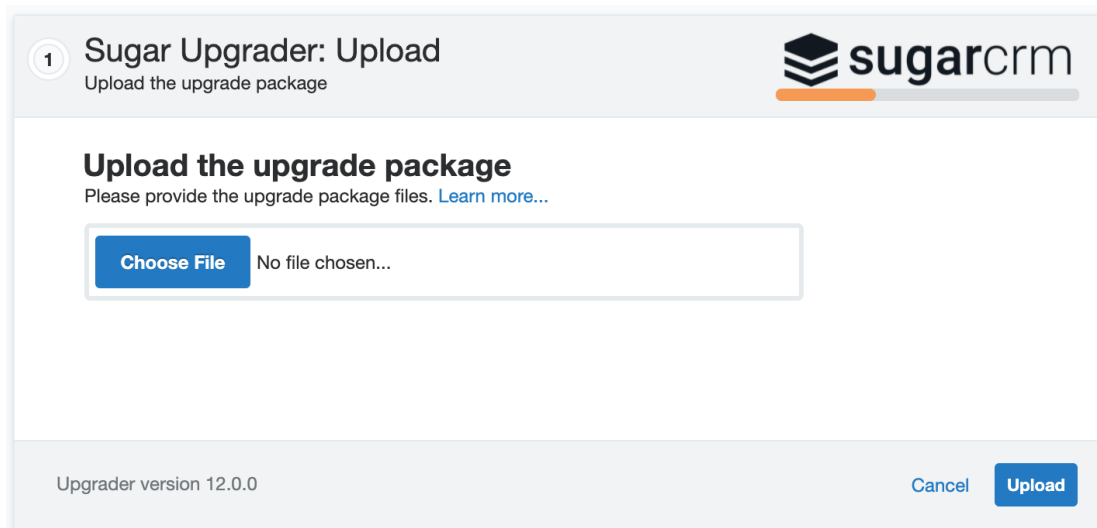 1
Sugar Upgrader: Upload
Upload the upgrade package
sugarcrm
Upload the upgrade package
Please provide the upgrade package files. Learn more...
Choose File No file chosen...
Upgrader version 12.0.0
Cancel Upload